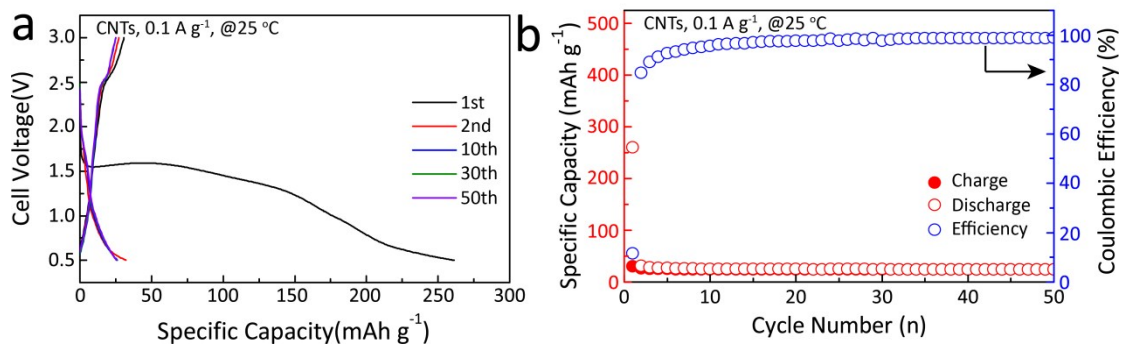 a
CNTs, 0.1 A g⁻¹, @25 °C
3.0
2.5
2.0
1.5
1.0
0.5
Cell Voltage(V)
1st
2nd
10th
30th
50th
0
50
100
150
200
250
300
Specific Capacity(mAh g⁻¹)
b
CNTs, 0.1 A g⁻¹, @25 °C
500
400
300
250
200
150
100
50
0
Specific Capacity (mAh g⁻¹)
Charge
Discharge
Efficiency
100
80
60
40
20
0
Coulombic Efficiency (%)
0
10
20
30
40
50
Cycle Number (n)